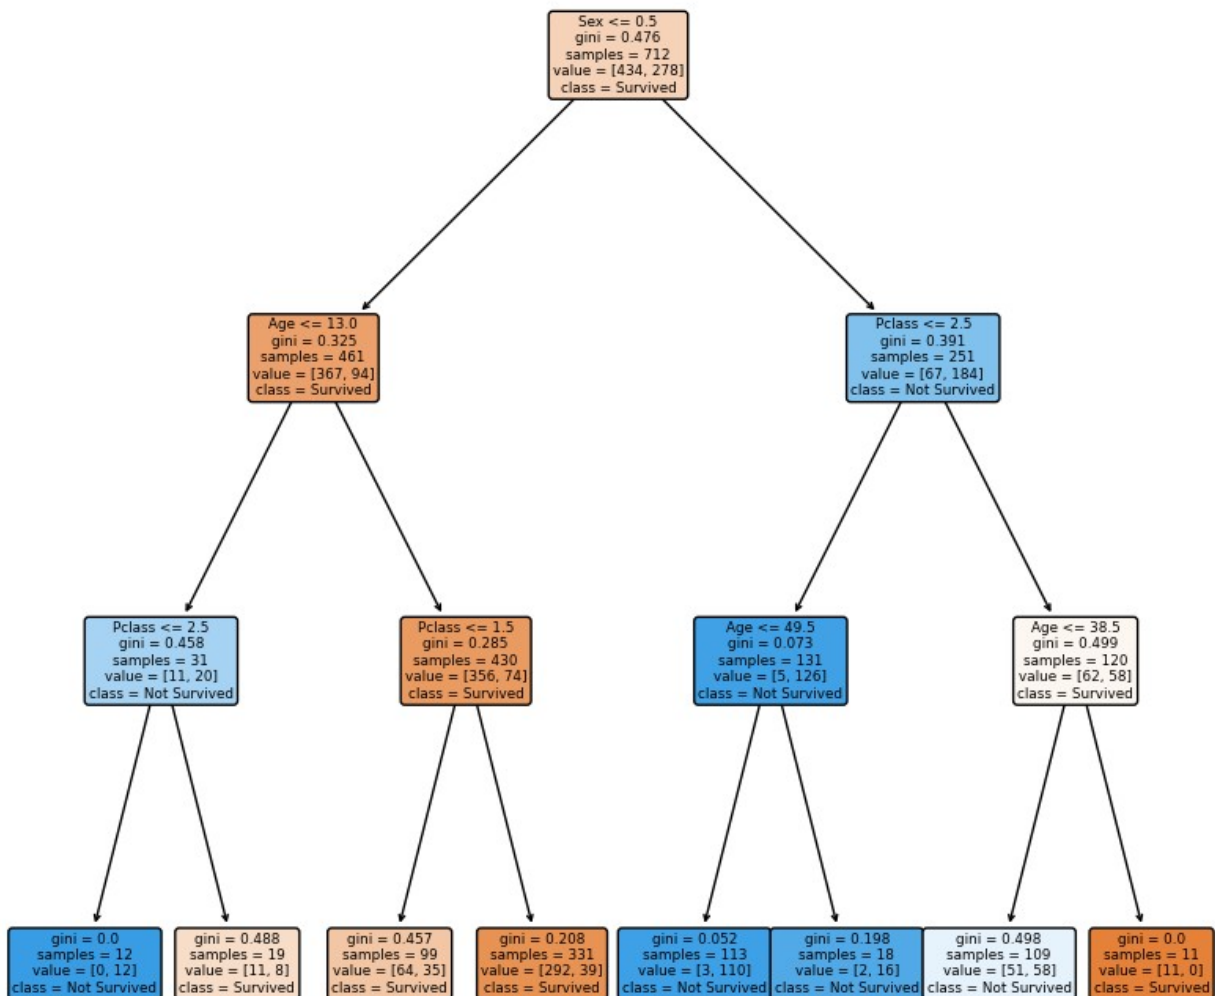 Sex <= 0.5
gini = 0.476
samples = 712
value = [434, 278]
class = Survived
Age <= 13.0
gini = 0.325
samples = 461
value = [367, 94]
class = Survived
Pclass <= 2.5
gini = 0.391
samples = 251
value = [67, 184]
class = Not Survived
Pclass <= 2.5
gini = 0.458
samples = 31
value = [11, 20]
class = Not Survived
Pclass <= 1.5
gini = 0.285
samples = 430
value = [356, 74]
class = Survived
Age <= 49.5
gini = 0.073
samples = 131
value = [5, 126]
class = Not Survived
Age <= 38.5
gini = 0.499
samples = 120
value = [62, 58]
class = Survived
gini = 0.0
samples = 12
value = [0, 12]
class = Not Survived
gini = 0.488
samples = 19
value = [11, 8]
class = Survived
gini = 0.457
samples = 99
value = [64, 35]
class = Survived
gini = 0.208
samples = 331
value = [292, 39]
class = Survived
gini = 0.052
samples = 113
value = [3, 110]
class = Not Survived
gini = 0.198
samples = 18
value = [2, 16]
class = Not Survived
gini = 0.498
samples = 109
value = [51, 58]
class = Not Survived
gini = 0.0
samples = 11
value = [11, 0]
class = Survived